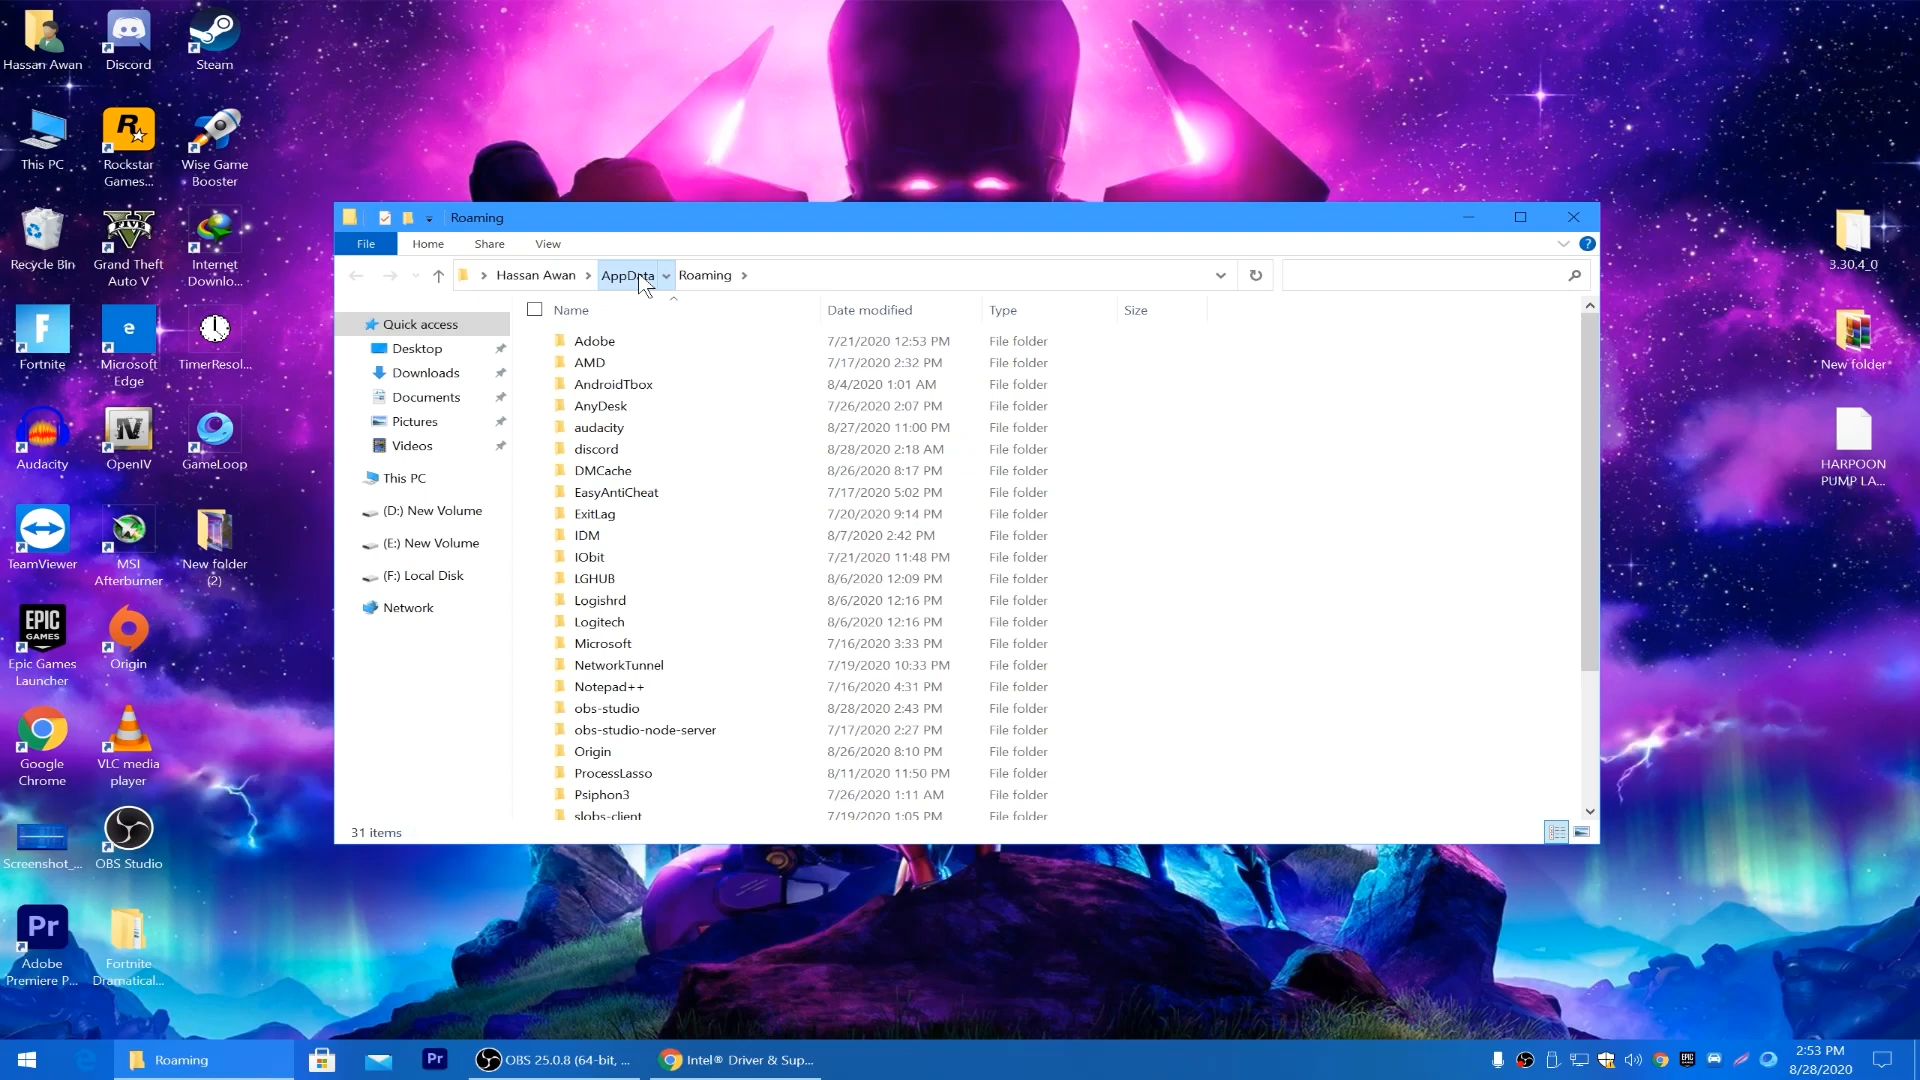 Hassan Awan
Discord
Steam
This PC
Rockstar
Games...
Wise Game
Booster
Recycle Bin
Grand Theft
Auto V
Internet
Downlo...
Fortnite
Microsoft
Edge
TimerResol...
Audacity
OpenIV
GameLoop
TeamViewer
MSI
Afterburner
New folder
(2)
EPIC
GAMES
Epic Games
Launcher
Origin
Google
Chrome
VLC media
player
Screenshot_...
OBS Studio
Pr
Adobe
Premiere P...
Fortnite
Dramatical...
3.30.4_0
New folder
HARPOON
PUMP LA...
Roaming
File
Home
Share
View
Hassan Awan
AppData
Roaming
Name
Date modified
Type
Size
Quick access
Desktop
Downloads
Documents
Pictures
Videos
This PC
(D:) New Volume
(E:) New Volume
(F:) Local Disk
Network
Adobe 7/21/2020 12:53 PM File folder
AMD 7/17/2020 2:32 PM File folder
AndroidTbox 8/4/2020 1:01 AM File folder
AnyDesk 7/26/2020 2:07 PM File folder
audacity 8/27/2020 11:00 PM File folder
discord 8/28/2020 2:18 AM File folder
DMCache 8/26/2020 8:17 PM File folder
EasyAntiCheat 7/17/2020 5:02 PM File folder
ExitLag 7/20/2020 9:14 PM File folder
IDM 8/7/2020 2:42 PM File folder
IObit 7/21/2020 11:48 PM File folder
LGHUB 8/6/2020 12:09 PM File folder
Logishrd 8/6/2020 12:16 PM File folder
Logitech 8/6/2020 12:16 PM File folder
Microsoft 7/16/2020 3:33 PM File folder
NetworkTunnel 7/19/2020 10:33 PM File folder
Notepad++ 7/16/2020 4:31 PM File folder
obs-studio 8/28/2020 2:43 PM File folder
obs-studio-node-server 7/17/2020 2:27 PM File folder
Origin 8/26/2020 8:10 PM File folder
ProcessLasso 8/11/2020 11:50 PM File folder
Psiphon3 7/26/2020 1:11 AM File folder
slobs-client 7/19/2020 1:05 PM File folder
31 items
Roaming
Pr
OBS 25.0.8 (64-bit, ...
Intel® Driver & Sup...
2:53 PM
8/28/2020